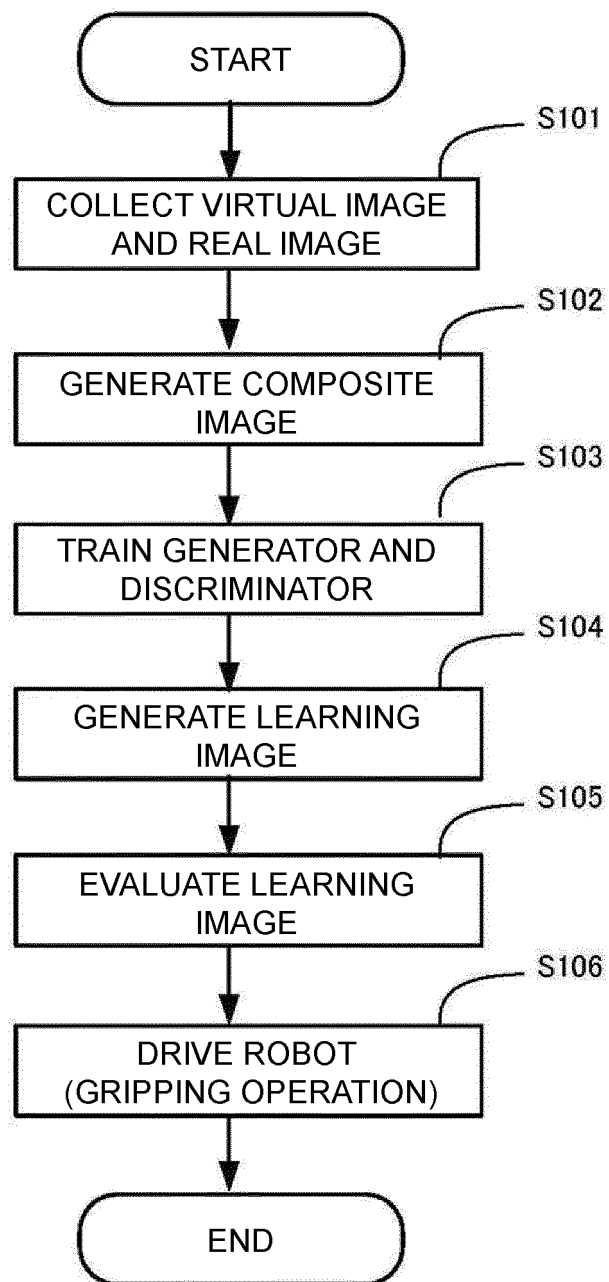 START
S101
COLLECT VIRTUAL IMAGE
AND REAL IMAGE
S102
GENERATE COMPOSITE
IMAGE
S103
TRAIN GENERATOR AND
DISCRIMINATOR
S104
GENERATE LEARNING
IMAGE
S105
EVALUATE LEARNING
IMAGE
S106
DRIVE ROBOT
(GRIPPING OPERATION)
END